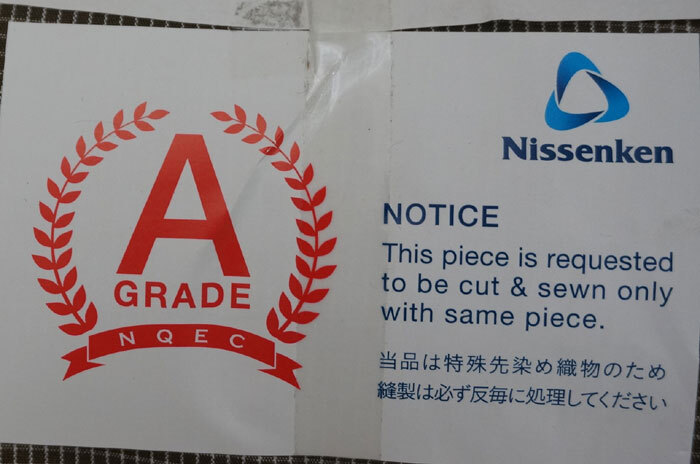 A
GRADE
NQEC
Nissenken
NOTICE
This piece is requested
to be cut & sewn only
with same piece.
当品は特殊先染め織物のため
縫製は必ず反毎に処理してください